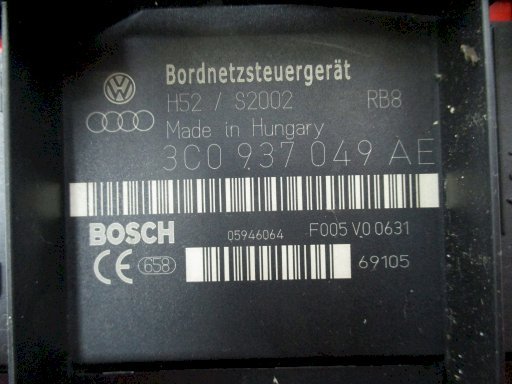 Bordnetzsteuergerät
H52 / S2002 RB8
Made in Hungary
3C0 937 049 AE
BOSCH 05946064 F005 V0 0631
CE 658 69105